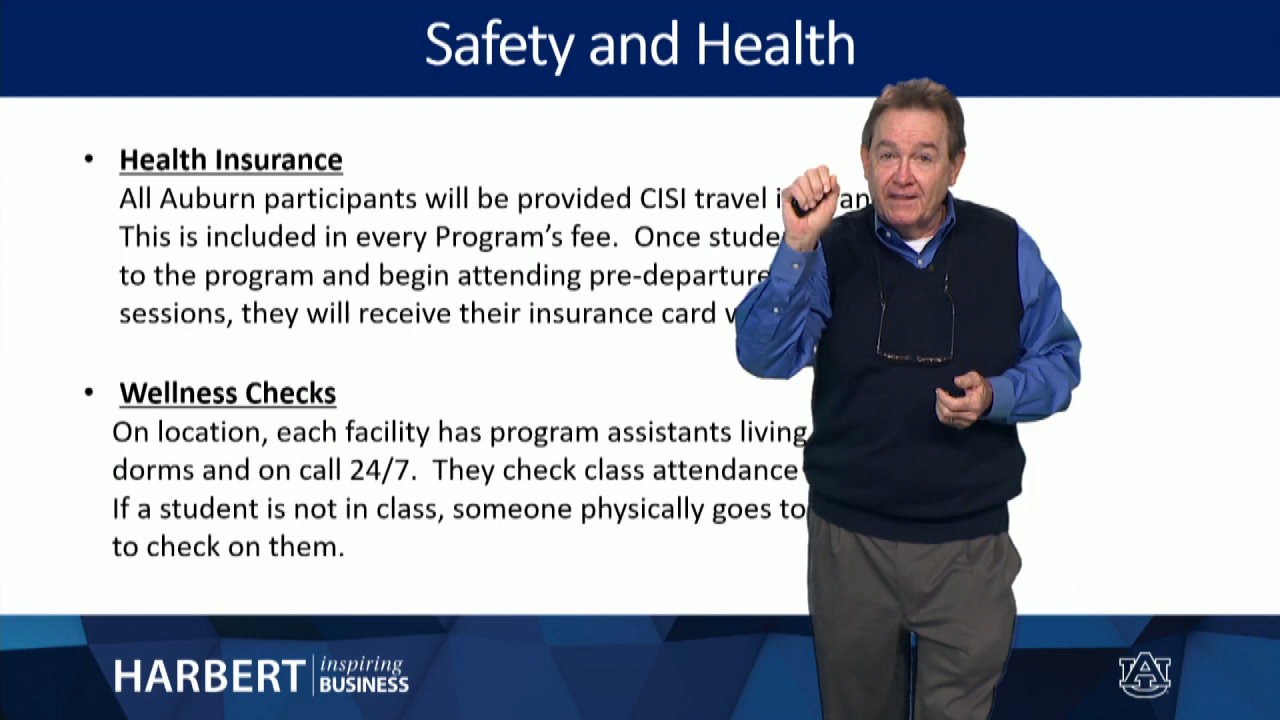 Safety and Health
• Health Insurance
All Auburn participants will be provided CISI travel
This is included in every Program’s fee. Once
to the program and begin attending pre-departure
sessions, they will receive their insurance card
• Wellness Checks
On location, each facility has program assistants living
dorms and on call 24/7. They check class attendance
If a student is not in class, someone physically goes to
to check on them.
HARBERT inspiring BUSINESS
AU